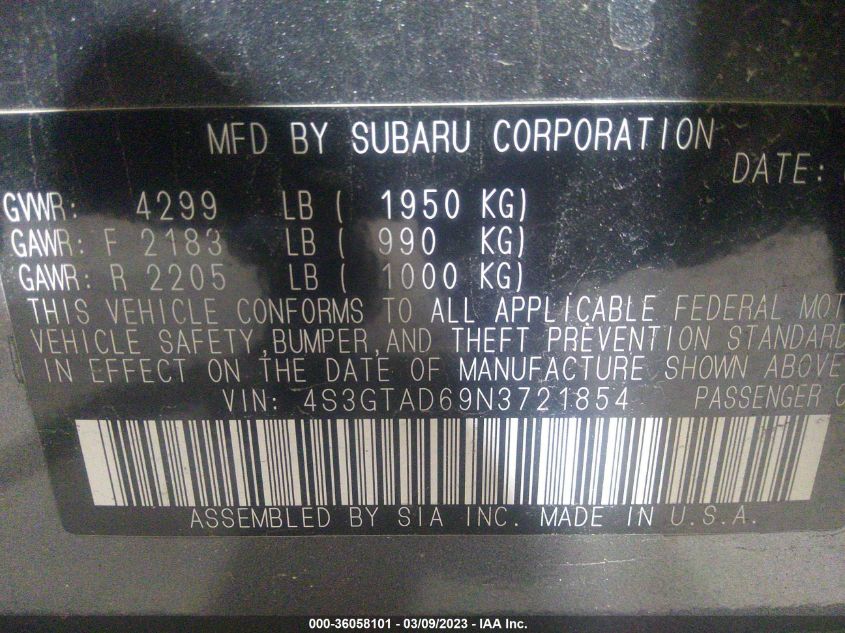 MFD BY SUBARU CORPORATION
DATE:
GVWR: 4299 LB ( 1950 KG)
GAWR: F 2183 LB ( 990 KG)
GAWR: R 2205 LB ( 1000 KG)
THIS VEHICLE CONFORMS TO ALL APPLICABLE FEDERAL MOT
VEHICLE SAFETY,BUMPER,AND THEFT PREVENTION STANDARD
IN EFFECT ON THE DATE OF MANUFACTURE SHOWN ABOVE
VIN: 4S3GTAD69N3721854 PASSENGER C
ASSEMBLED BY SIA INC. MADE IN U.S.A.
000-36058101 - 03/09/2023 - IAA Inc.